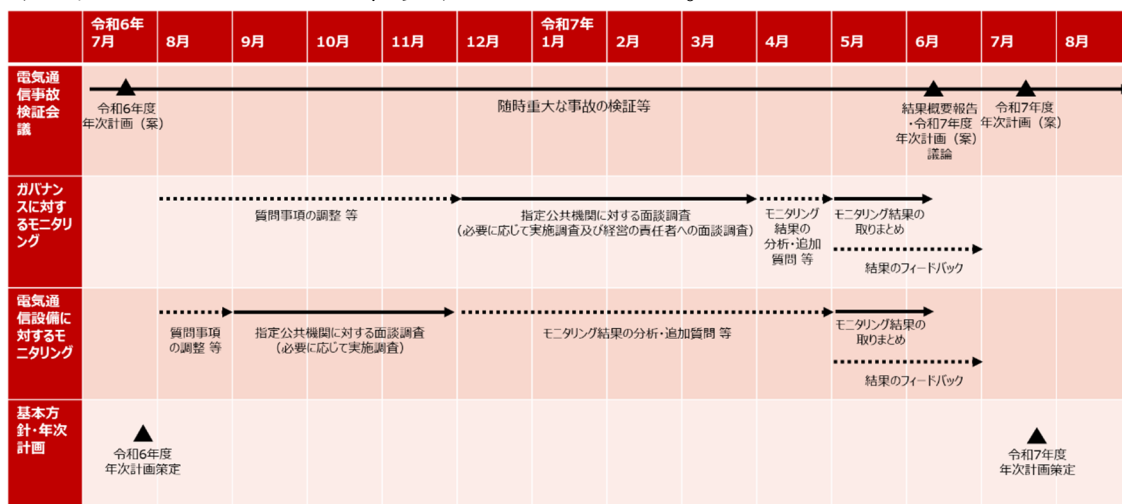 令和6年
7月
8月
9月
10月
11月
12月
令和7年
1月
2月
3月
4月
5月
6月
7月
8月
電気通
信事故
検証会
議
令和6年度
年次計画（案）
随時重大な事故の検証等
結果概要報告
・令和7年度
年次計画（案）
議論
令和7年度
年次計画（案）
ガバナン
スに対す
るモニタリ
ング
質問事項の調整 等
指定公共機関に対する面談調査
（必要に応じて実施調査及び経営の責任者への面談調査）
モニタリング
結果の
分析・追加
質問 等
モニタリング結果の
取りまとめ
結果のフィードバック
電気通
信設備に
対するモ
ニタリング
質問事項
の調整 等
指定公共機関に対する面談調査
（必要に応じて実施調査）
モニタリング結果の分析・追加質問 等
モニタリング結果の
取りまとめ
結果のフィードバック
基本方
針・年次
計画
令和6年度
年次計画策定
令和7年度
年次計画策定